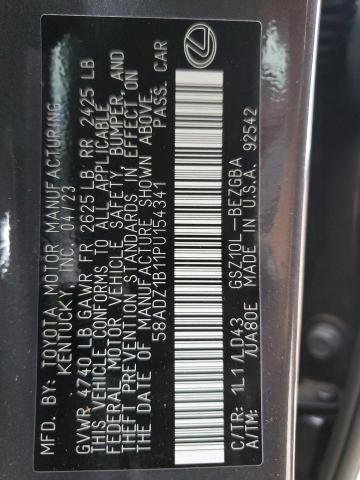 MFD. BY: TOYOTA MOTOR MANUFACTURING
KENTUCKY, INC. 04/23
GVWR 4740 LB GAWR FR 2625 LB, RR 2425 LB
THIS VEHICLE CONFORMS TO ALL APPLICABLE
FEDERAL MOTOR VEHICLE SAFETY, BUMPER, AND
THEFT PREVENTION STANDARDS IN EFFECT ON
THE DATE OF MANUFACTURE SHOWN ABOVE.
58ADZ1B11PU154341 PASS. CAR
C/TR: 1L1/LD43 GSZ10L-BEZGBA
A/TM: /UA80E MADE IN U.S.A. 92542